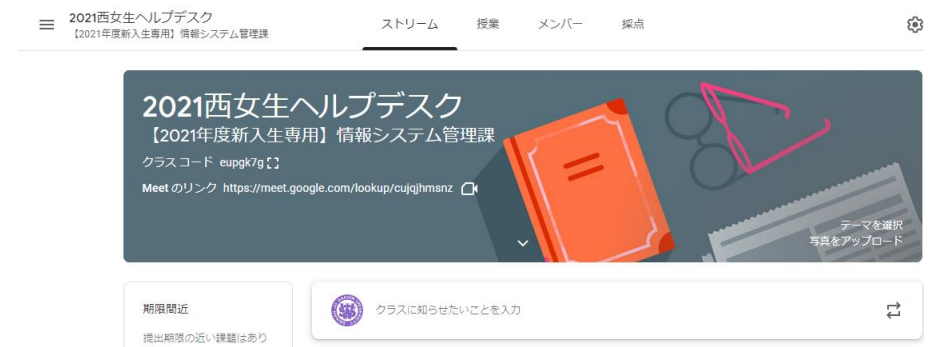 2021西女生ヘルプデスク
【2021年度新入生専用】情報システム管理課
ストリーム 授業 メンバー 採点
2021西女生ヘルプデスク
【2021年度新入生専用】情報システム管理課
クラス コード eupgk7g
Meet のリンク https://meet.google.com/lookup/cujqjhmsnz
テーマを選択
写真をアップロード
期限間近
提出期限の近い課題はあり
クラスに知らせたいことを入力